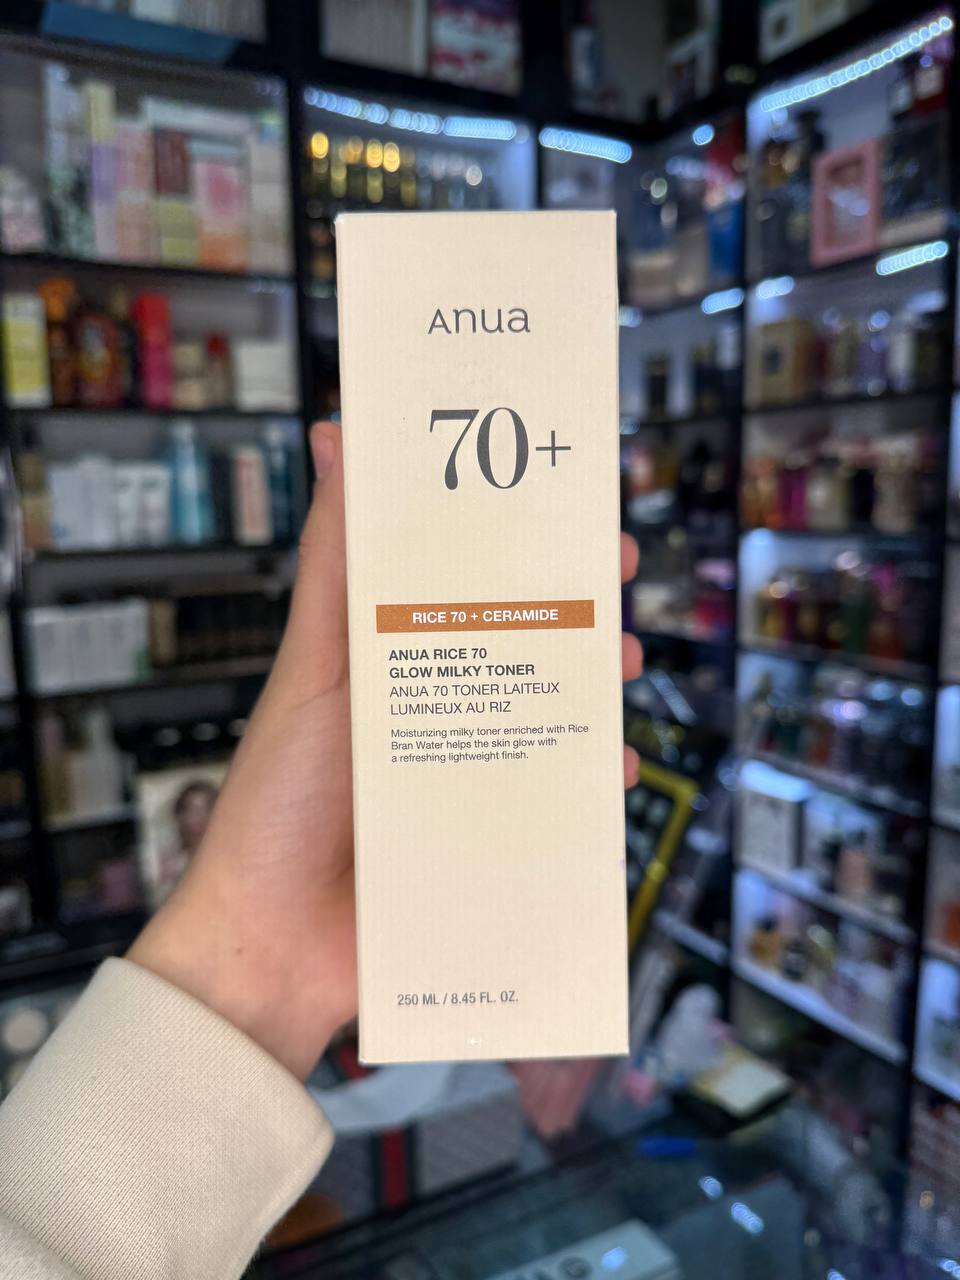 Anua
70+
RICE 70 + CERAMIDE
ANUA RICE 70
GLOW MILKY TONER
ANUA 70 TONER LAITEUX
LUMINEUX AU RIZ
Moisturizing milky toner enriched with Rice
Bran Water helps the skin glow with
a refreshing lightweight finish.
250 ML / 8.45 FL. OZ.